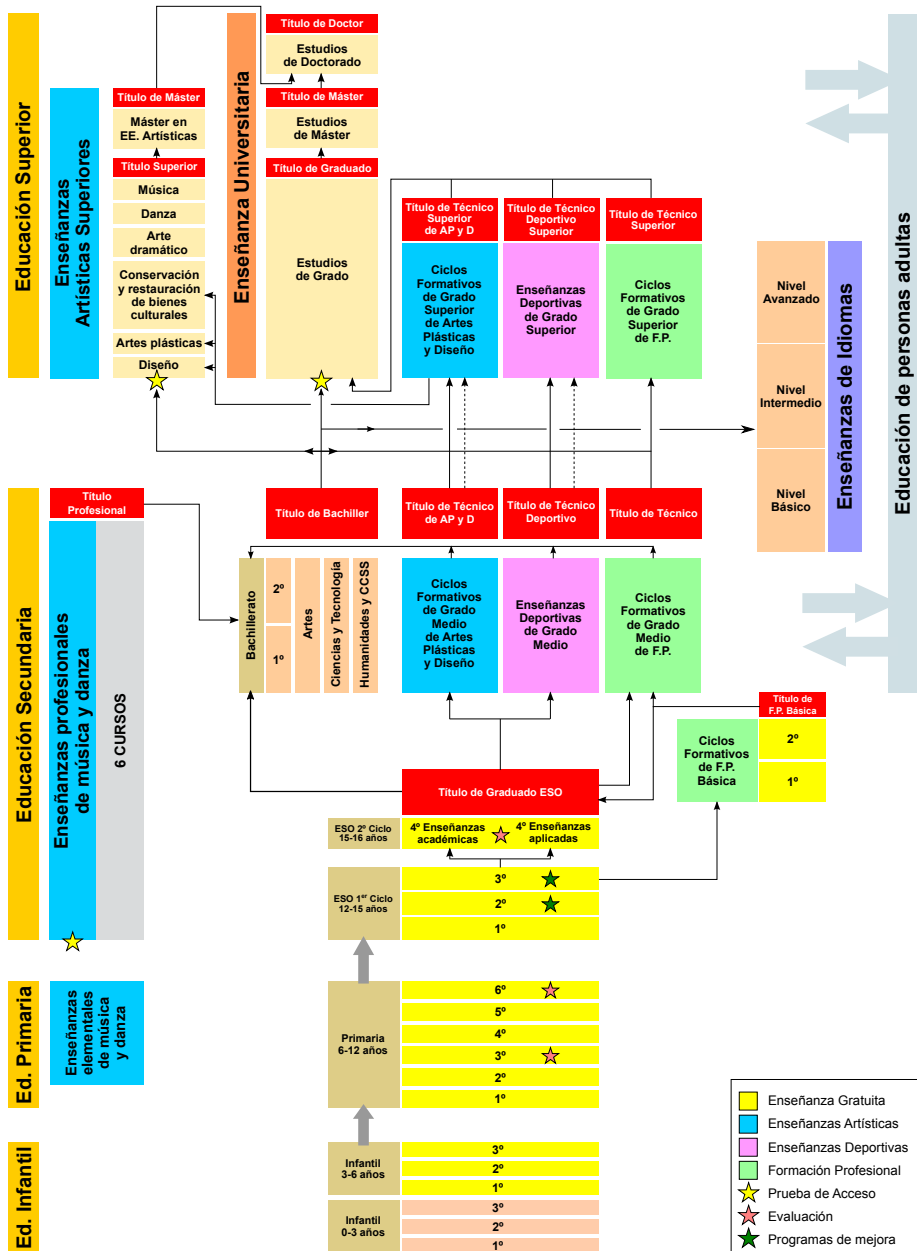 Educación Superior
Enseñanzas
Artísticas Superiores
Título de Máster
Máster en
EE. Artísticas
Título Superior
Música
Danza
Arte
dramático
Conservación
y restauración
de bienes
culturales
Artes plásticas
Diseño
Enseñanza Universitaria
Título de Doctor
Estudios
de Doctorado
Título de Máster
Estudios
de Máster
Título de Graduado
Estudios
de Grado
Título de Técnico
Superior
de AP y D
Ciclos
Formativos
de Grado
Superior
de Artes
Plásticas
y Diseño
Título de Técnico
Deportivo
Superior
Enseñanzas
Deportivas
de Grado
Superior
Título de Técnico
Superior
Ciclos
Formativos
de Grado
Superior
de F.P.
Nivel
Avanzado
Nivel
Intermedio
Nivel
Básico
Enseñanzas de Idiomas
Educación de personas adultas
Educación Secundaria
Título
Profesional
Enseñanzas profesionales
de música y danza
6 CURSOS
Título de Bachiller
Bachillerato
2º
1º
Artes
Ciencias y Tecnología
Humanidades y CCSS
Título de Técnico
de AP y D
Ciclos
Formativos
de Grado
Medio
de Artes
Plásticas
y Diseño
Título de Técnico
Deportivo
Enseñanzas
Deportivas
de Grado
Medio
Título de Técnico
Ciclos
Formativos
de Grado
Medio
de F.P.
Título de
F.P. Básica
Ciclos
Formativos
de F.P.
Básica
2º
1º
Título de Graduado ESO
ESO 2º Ciclo
15-16 años
4º Enseñanzas
académicas
4º Enseñanzas
aplicadas
ESO 1er Ciclo
12-15 años
3º
2º
1º
Ed. Primaria
Enseñanzas
elementales
de música
y danza
Primaria
6-12 años
6º
5º
4º
3º
2º
1º
Ed. Infantil
Infantil
3-6 años
3º
2º
1º
Infantil
0-3 años
3º
2º
1º
Enseñanza Gratuita
Enseñanzas Artísticas
Enseñanzas Deportivas
Formación Profesional
Prueba de Acceso
Evaluación
Programas de mejora